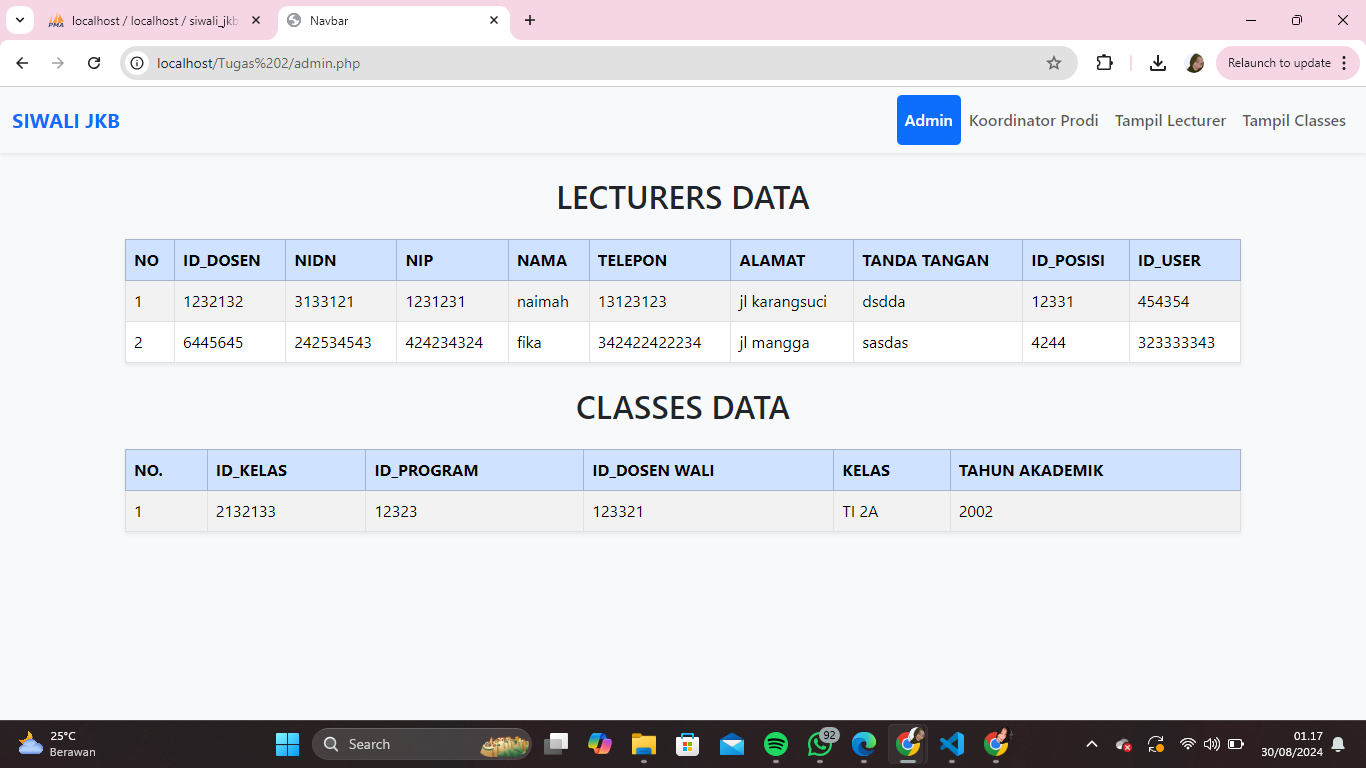 localhost / localhost / siwali_jkb
Navbar
localhost/Tugas%202/admin.php
Relaunch to update
SIWALI JKB
Admin Koordinator Prodi Tampil Lecturer Tampil Classes
LECTURERS DATA
NO ID_DOSEN NIDN NIP NAMA TELEPON ALAMAT TANDA TANGAN ID_POSISI ID_USER
1 1232132 3133121 1231231 naimah 13123123 jl karangsuci dsdda 12331 454354
2 6445645 242534543 424234324 fika 342422422234 jl mangga sasdas 4244 323333343
CLASSES DATA
NO. ID_KELAS ID_PROGRAM ID_DOSEN WALI KELAS TAHUN AKADEMIK
1 2132133 12323 123321 TI 2A 2002
25°C
Berawan
Search
92
01.17
30/08/2024